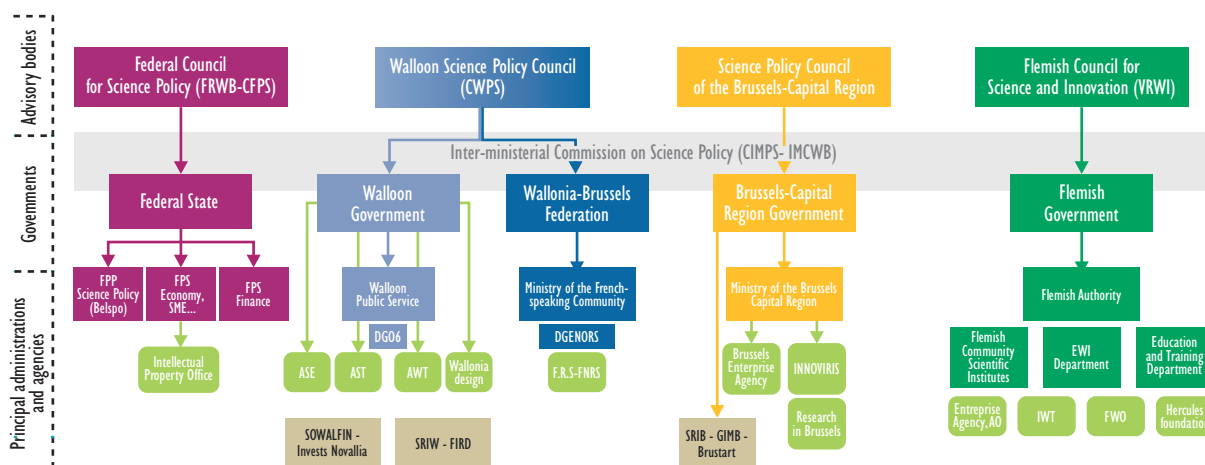 Advisory bodies
Federal Council
for Science Policy (FRWB-CFPS)
Walloon Science Policy Council
(CWPS)
Science Policy Council
of the Brussels-Capital Region
Flemish Council for
Science and Innovation (VRWI)
Inter-ministerial Commission on Science Policy (CIMPS- IMCWB)
Governments
Federal State
Walloon
Government
Wallonia-Brussels
Federation
Brussels-Capital
Region Government
Flemish
Government
Principal administrations
and agencies
FPP
Science Policy
(Belspo)
FPS
Economy,
SME...
FPS
Finance
Walloon
Public Service
Ministry of the French-
speaking Community
Ministry of the Brussels
Capital Region
Flemish Authority
DGO6
DGENORS
Intellectual
Property Office
ASE
AST
AWT
Wallonia
design
F.R.S-FNRS
Brussels
Enterprise
Agency
INNOVIRIS
Research
in Brussels
Flemish
Community
Scientific
Institutes
EWI
Department
Education
and Training
Department
Entreprise
Agency, AO
IWT
FWO
Hercules
foundation
SOWALFIN -
Invests Novallia
SRIW - FIRD
SRIB - GIMB -
Brustart